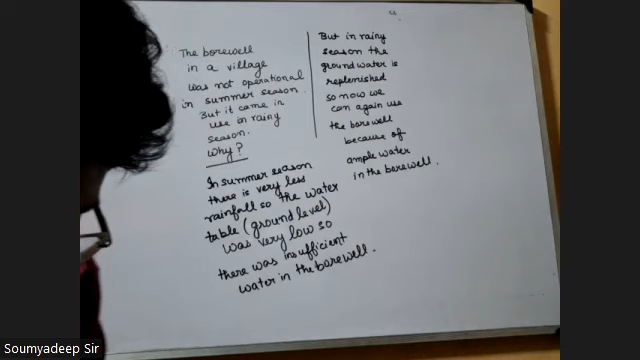 The borewell
in a village
was not operational
in summer season.
But it came in
use in rainy
season.
Why?
In summer season
there is very less
rainfall so the water
table (ground level)
was very low so
there was insufficient
water in the borewell.
But in rainy
season the
ground water is
replenished
so now we
can again use
the borewell
because of
ample water
in the borewell.
Soumyadeep Sir